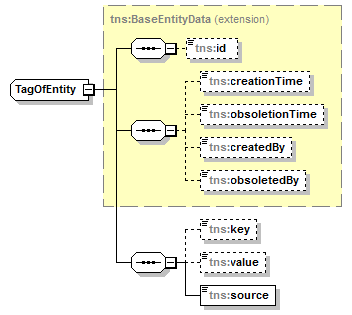 tns:BaseEntityData (extension)
tns:id
tns:creationTime
TagOfEntity
tns:obsoletionTime
tns:createdBy
tns:obsoletedBy
tns:key
tns:value
tns:source